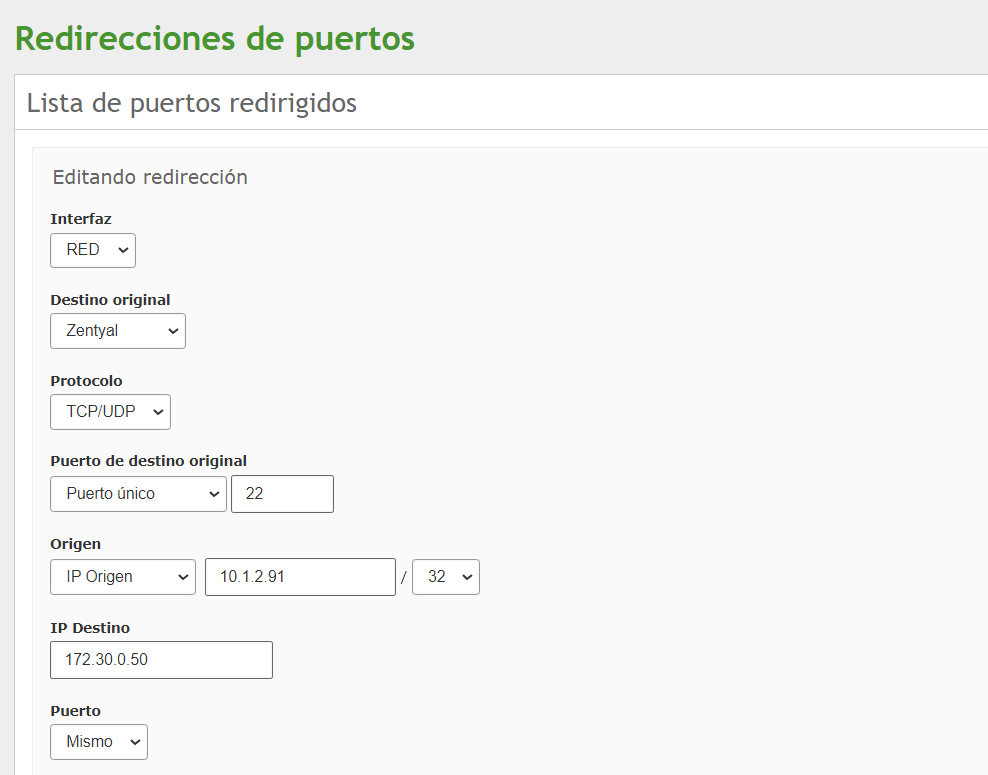 Redirecciones de puertos
Lista de puertos redirigidos
Editando redirección
Interfaz
RED
Destino original
Zentyal
Protocolo
TCP/UDP
Puerto de destino original
Puerto único 22
Origen
IP Origen 10.1.2.91 / 32
IP Destino
172.30.0.50
Puerto
Mismo